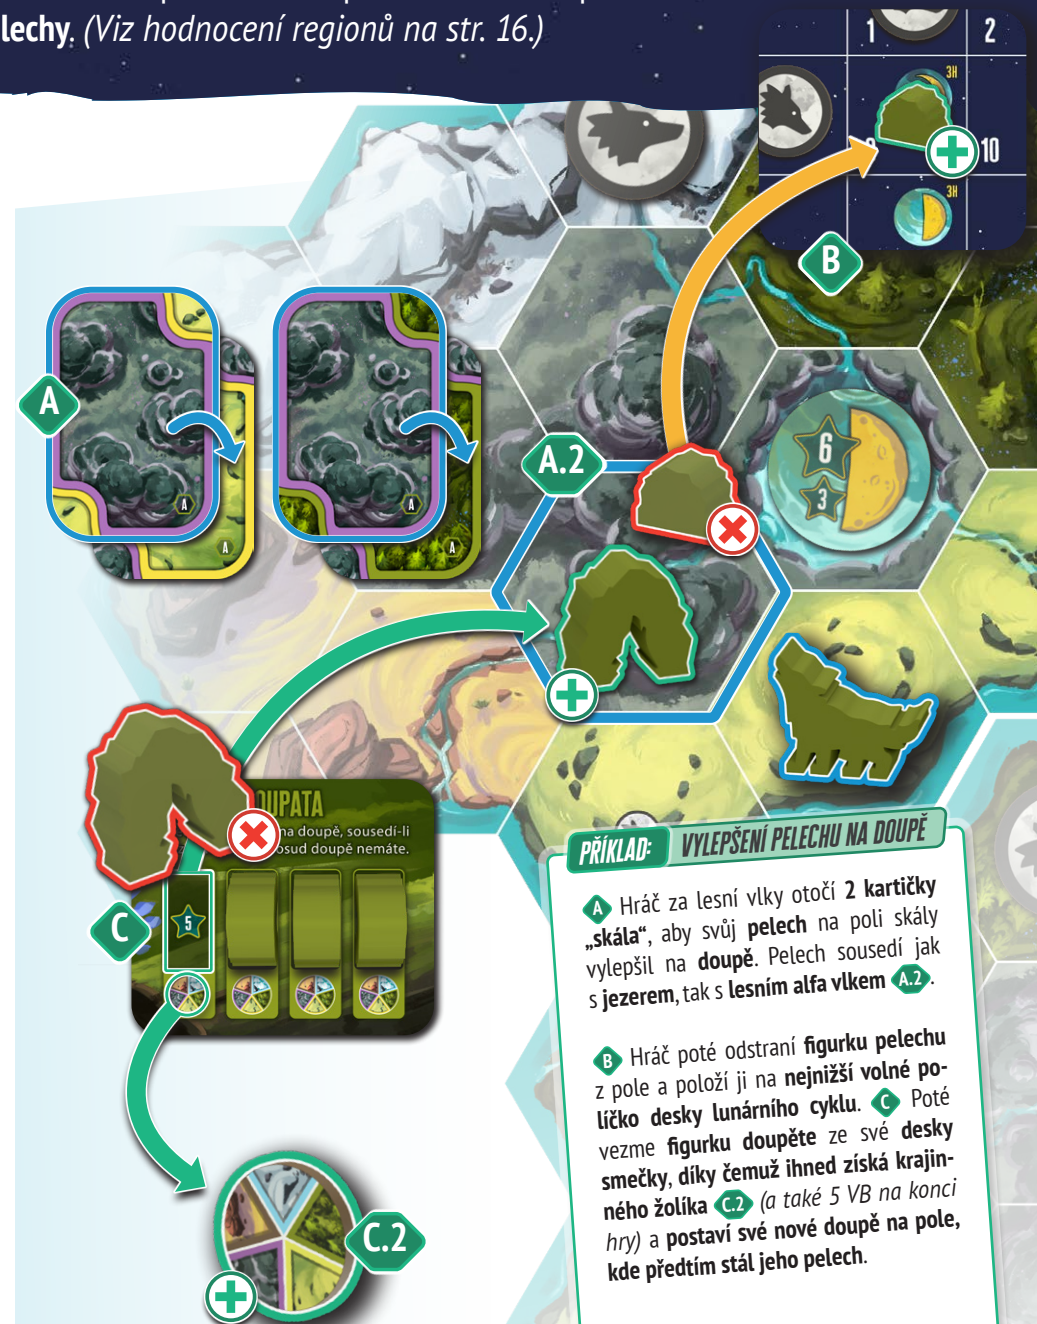 lechy. (Viz hodnocení regionů na str. 16.)
1
2
3H
10
3H
B
A
A
A
A
A
A.2
6
3
OUPATA
na doupě, sousedí-li
osud doupě nemáte.
C
5
C.2
PŘÍKLAD: VYLEPŠENÍ PELECHU NA DOUPĚ
A Hráč za lesní vlky otočí 2 kartičky
„skála“, aby svůj pelech na poli skály
vylepšil na doupě. Pelech sousedí jak
s jezerem, tak s lesním alfa vlkem A.2.
B Hráč poté odstraní figurku pelechu
z pole a položí ji na nejnižší volné po-
líčko desky lunárního cyklu. C Poté
vezme figurku doupěte ze své desky
smečky, díky čemuž ihned získá krajin-
ného žolíka C.2 (a také 5 VB na konci
hry) a postaví své nové doupě na pole,
kde předtím stál jeho pelech.